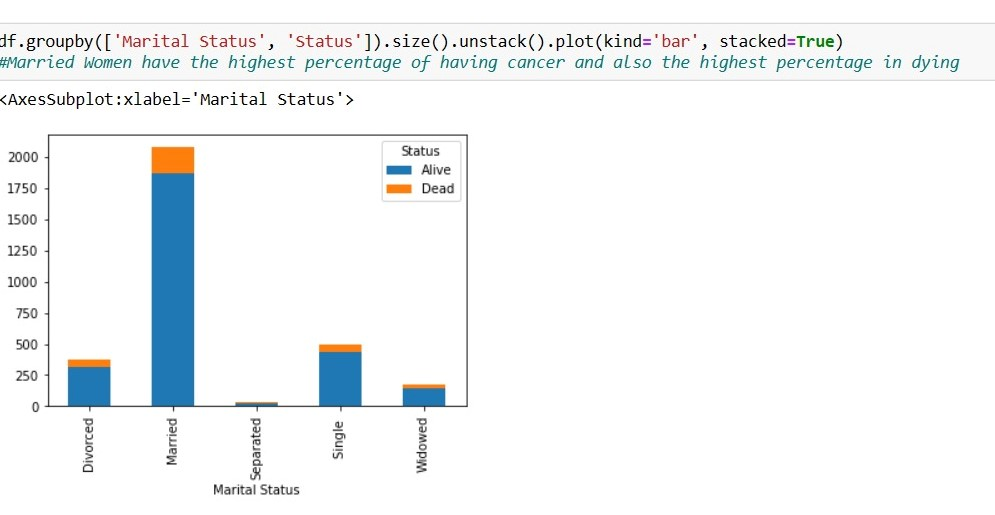 df.groupby(['Marital Status', 'Status']).size().unstack().plot(kind='bar', stacked=True)
#Married Women have the highest percentage of having cancer and also the highest percentage in dying
<AxesSubplot:xlabel='Marital Status'>
Status
Alive
Dead
2000
1750
1500
1250
1000
750
500
250
0
Divorced
Married
Separated
Single
Widowed
Marital Status